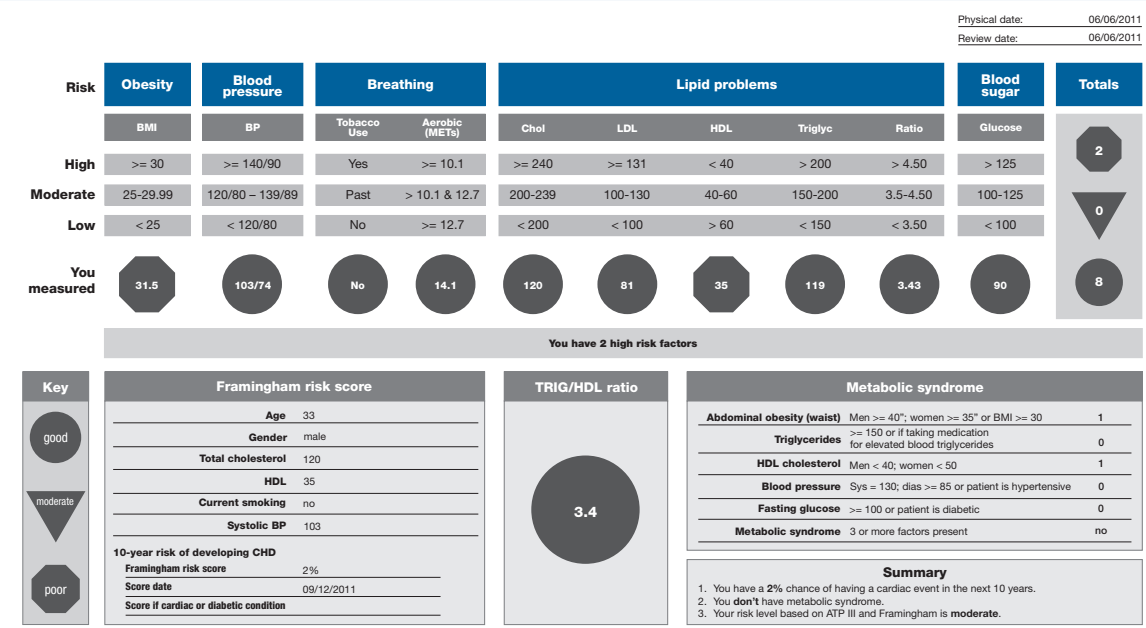 Physical date: 06/06/2011
Review date: 06/06/2011
Risk Obesity Blood pressure Breathing Lipid problems Blood sugar Totals
BMI BP Tobacco Use Aerobic (METs) Chol LDL HDL Triglyc Ratio Glucose
High >= 30 >= 140/90 Yes >= 10.1 >= 240 >= 131 < 40 > 200 > 4.50 > 125 2
Moderate 25-29.99 120/80 – 139/89 Past > 10.1 & 12.7 200-239 100-130 40-60 150-200 3.5-4.50 100-125 0
Low < 25 < 120/80 No >= 12.7 < 200 < 100 > 60 < 150 < 3.50 < 100
You measured 31.5 103/74 No 14.1 120 81 35 119 3.43 90 8
You have 2 high risk factors
Key
good
moderate
poor
Framingham risk score
Age 33
Gender male
Total cholesterol 120
HDL 35
Current smoking no
Systolic BP 103
10-year risk of developing CHD
Framingham risk score 2%
Score date 09/12/2011
Score if cardiac or diabetic condition
TRIG/HDL ratio
3.4
Metabolic syndrome
Abdominal obesity (waist) Men >= 40"; women >= 35" or BMI >= 30 1
Triglycerides >= 150 or if taking medication
for elevated blood triglycerides 0
HDL cholesterol Men < 40; women < 50 1
Blood pressure Sys = 130; dias >= 85 or patient is hypertensive 0
Fasting glucose >= 100 or patient is diabetic 0
Metabolic syndrome 3 or more factors present no
Summary
1. You have a 2% chance of having a cardiac event in the next 10 years.
2. You don't have metabolic syndrome.
3. Your risk level based on ATP III and Framingham is moderate.